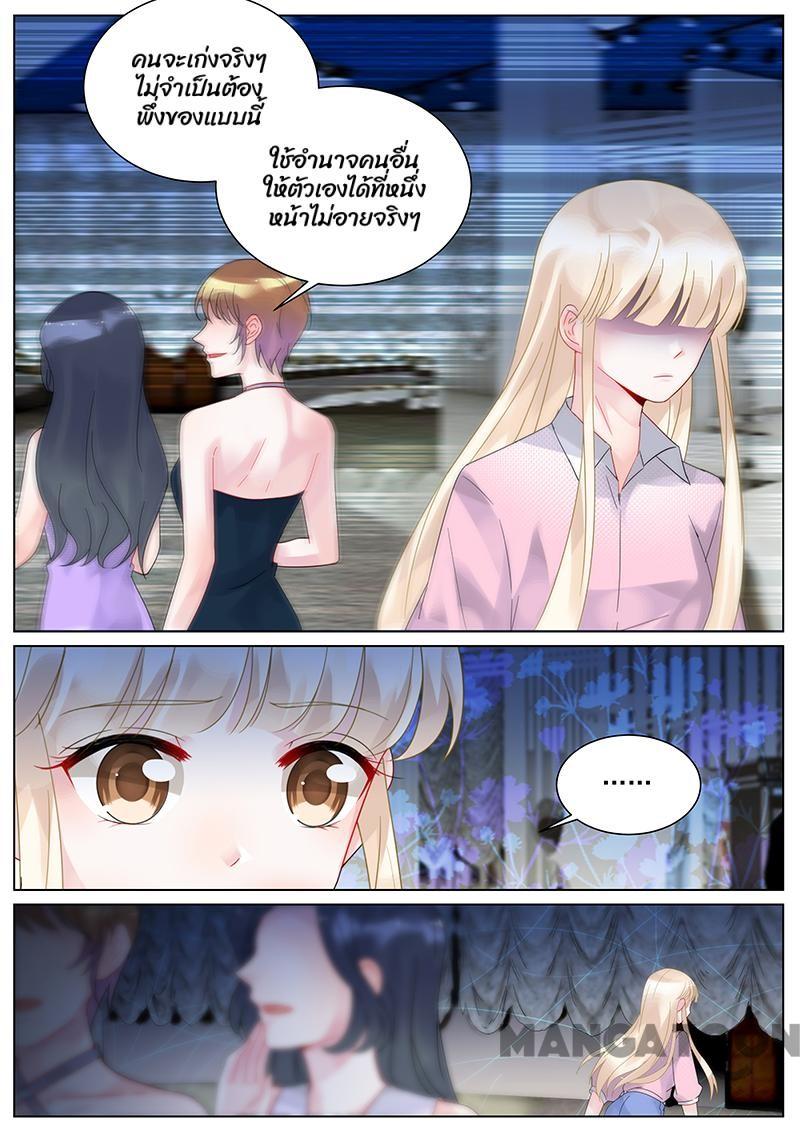 คนจะเก่งจริงๆ
ไม่จำเป็นต้อง
พึ่งของแบบนี้
ใช้อำนาจคนอื่น
ให้ตัวเองได้ที่หนึ่ง
หน้าไม่อายจริงๆ
……
MANGATOON